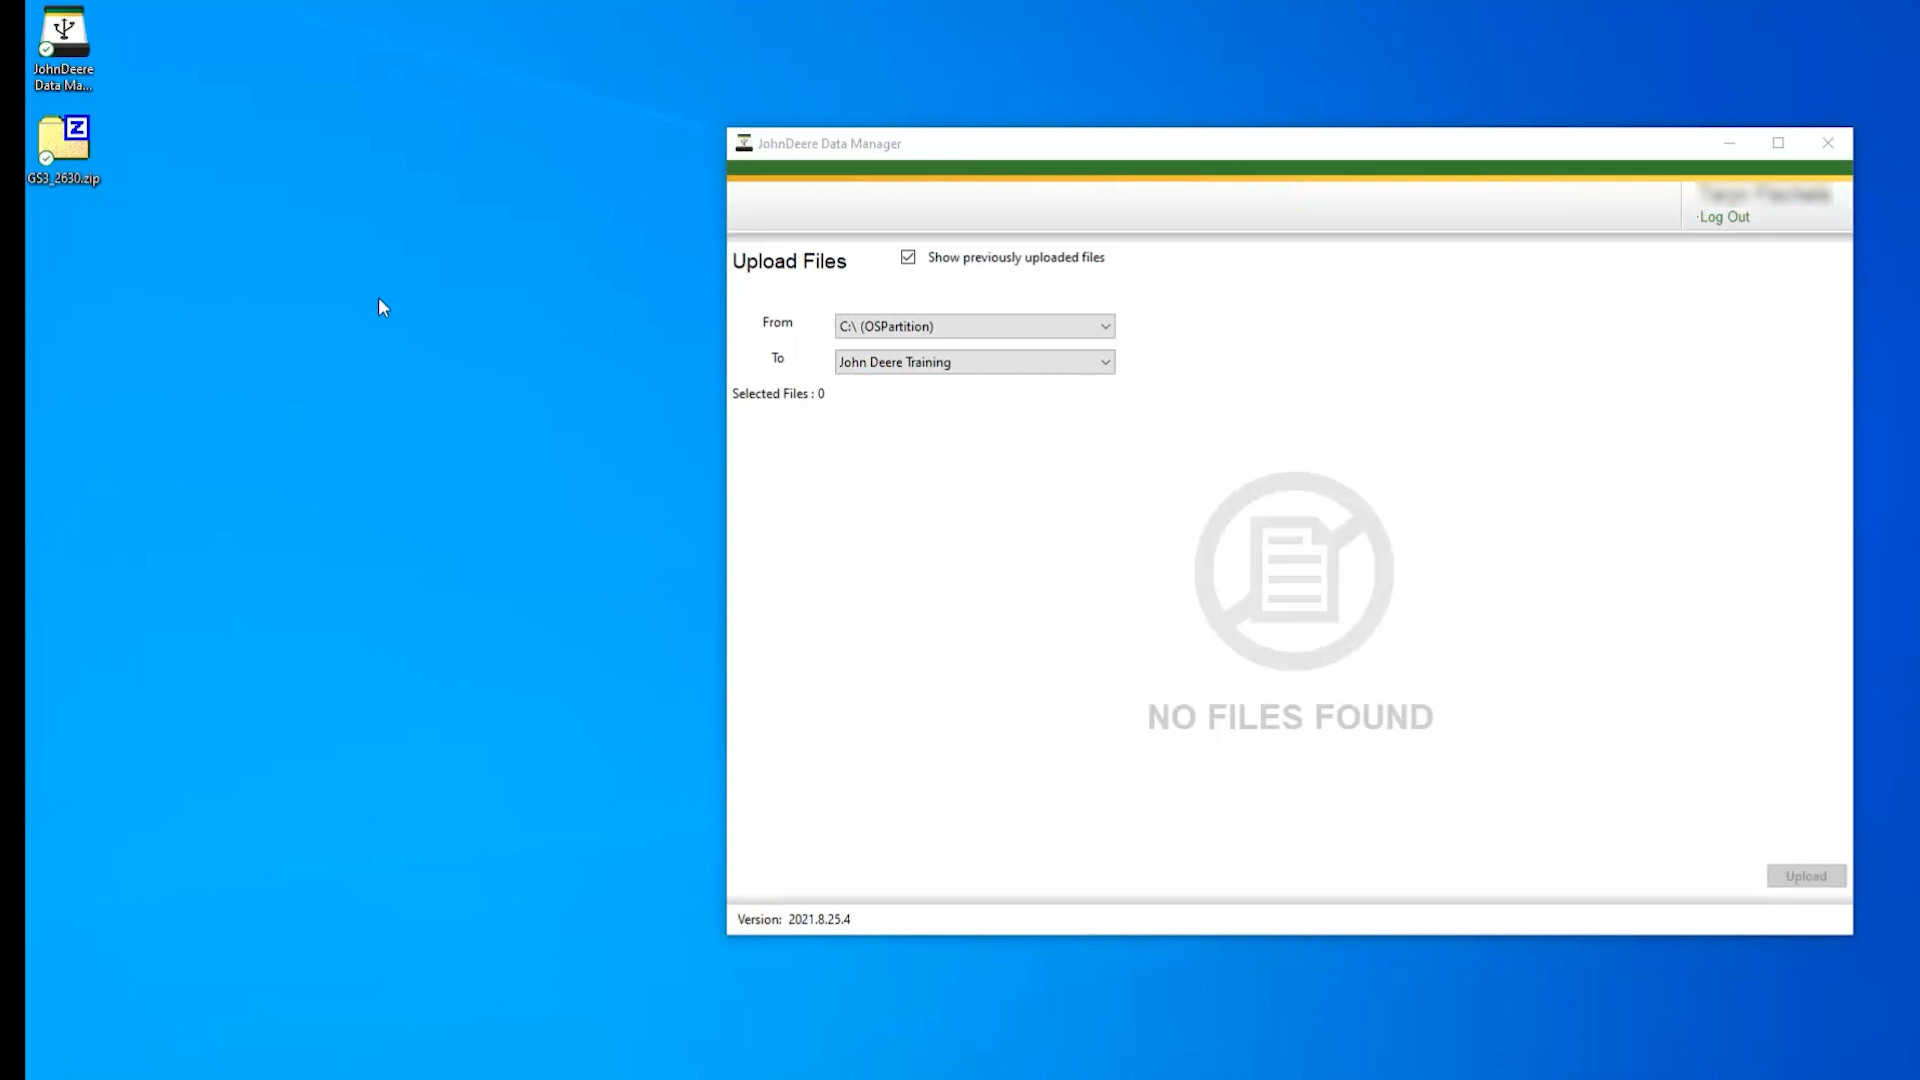 JohnDeere
Data Ma...
GS3_2630.zip
JohnDeere Data Manager
Log Out
Upload Files
Show previously uploaded files
From
C:\ (OSPartition)
To
John Deere Training
Selected Files : 0
NO FILES FOUND
Upload
Version: 2021.8.25.4